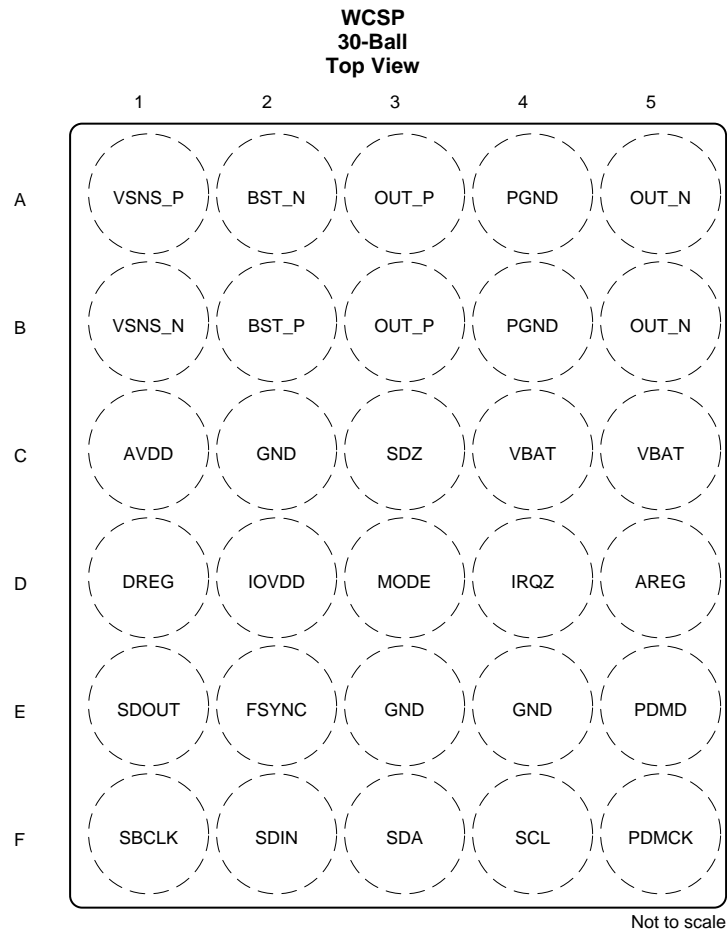 WCSP
30-Ball
Top View
1 2 3 4 5
A VSNS_P BST_N OUT_P PGND OUT_N
B VSNS_N BST_P OUT_P PGND OUT_N
C AVDD GND SDZ VBAT VBAT
D DREG IOVDD MODE IRQZ AREG
E SDOUT FSYNC GND GND PDMD
F SBCLK SDIN SDA SCL PDMCK
Not to scale